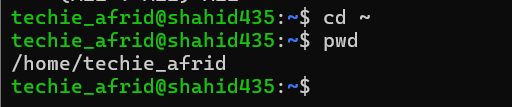 techie_afrid@shahid435:~$ cd ~
techie_afrid@shahid435:~$ pwd
/home/techie_afrid
techie_afrid@shahid435:~$